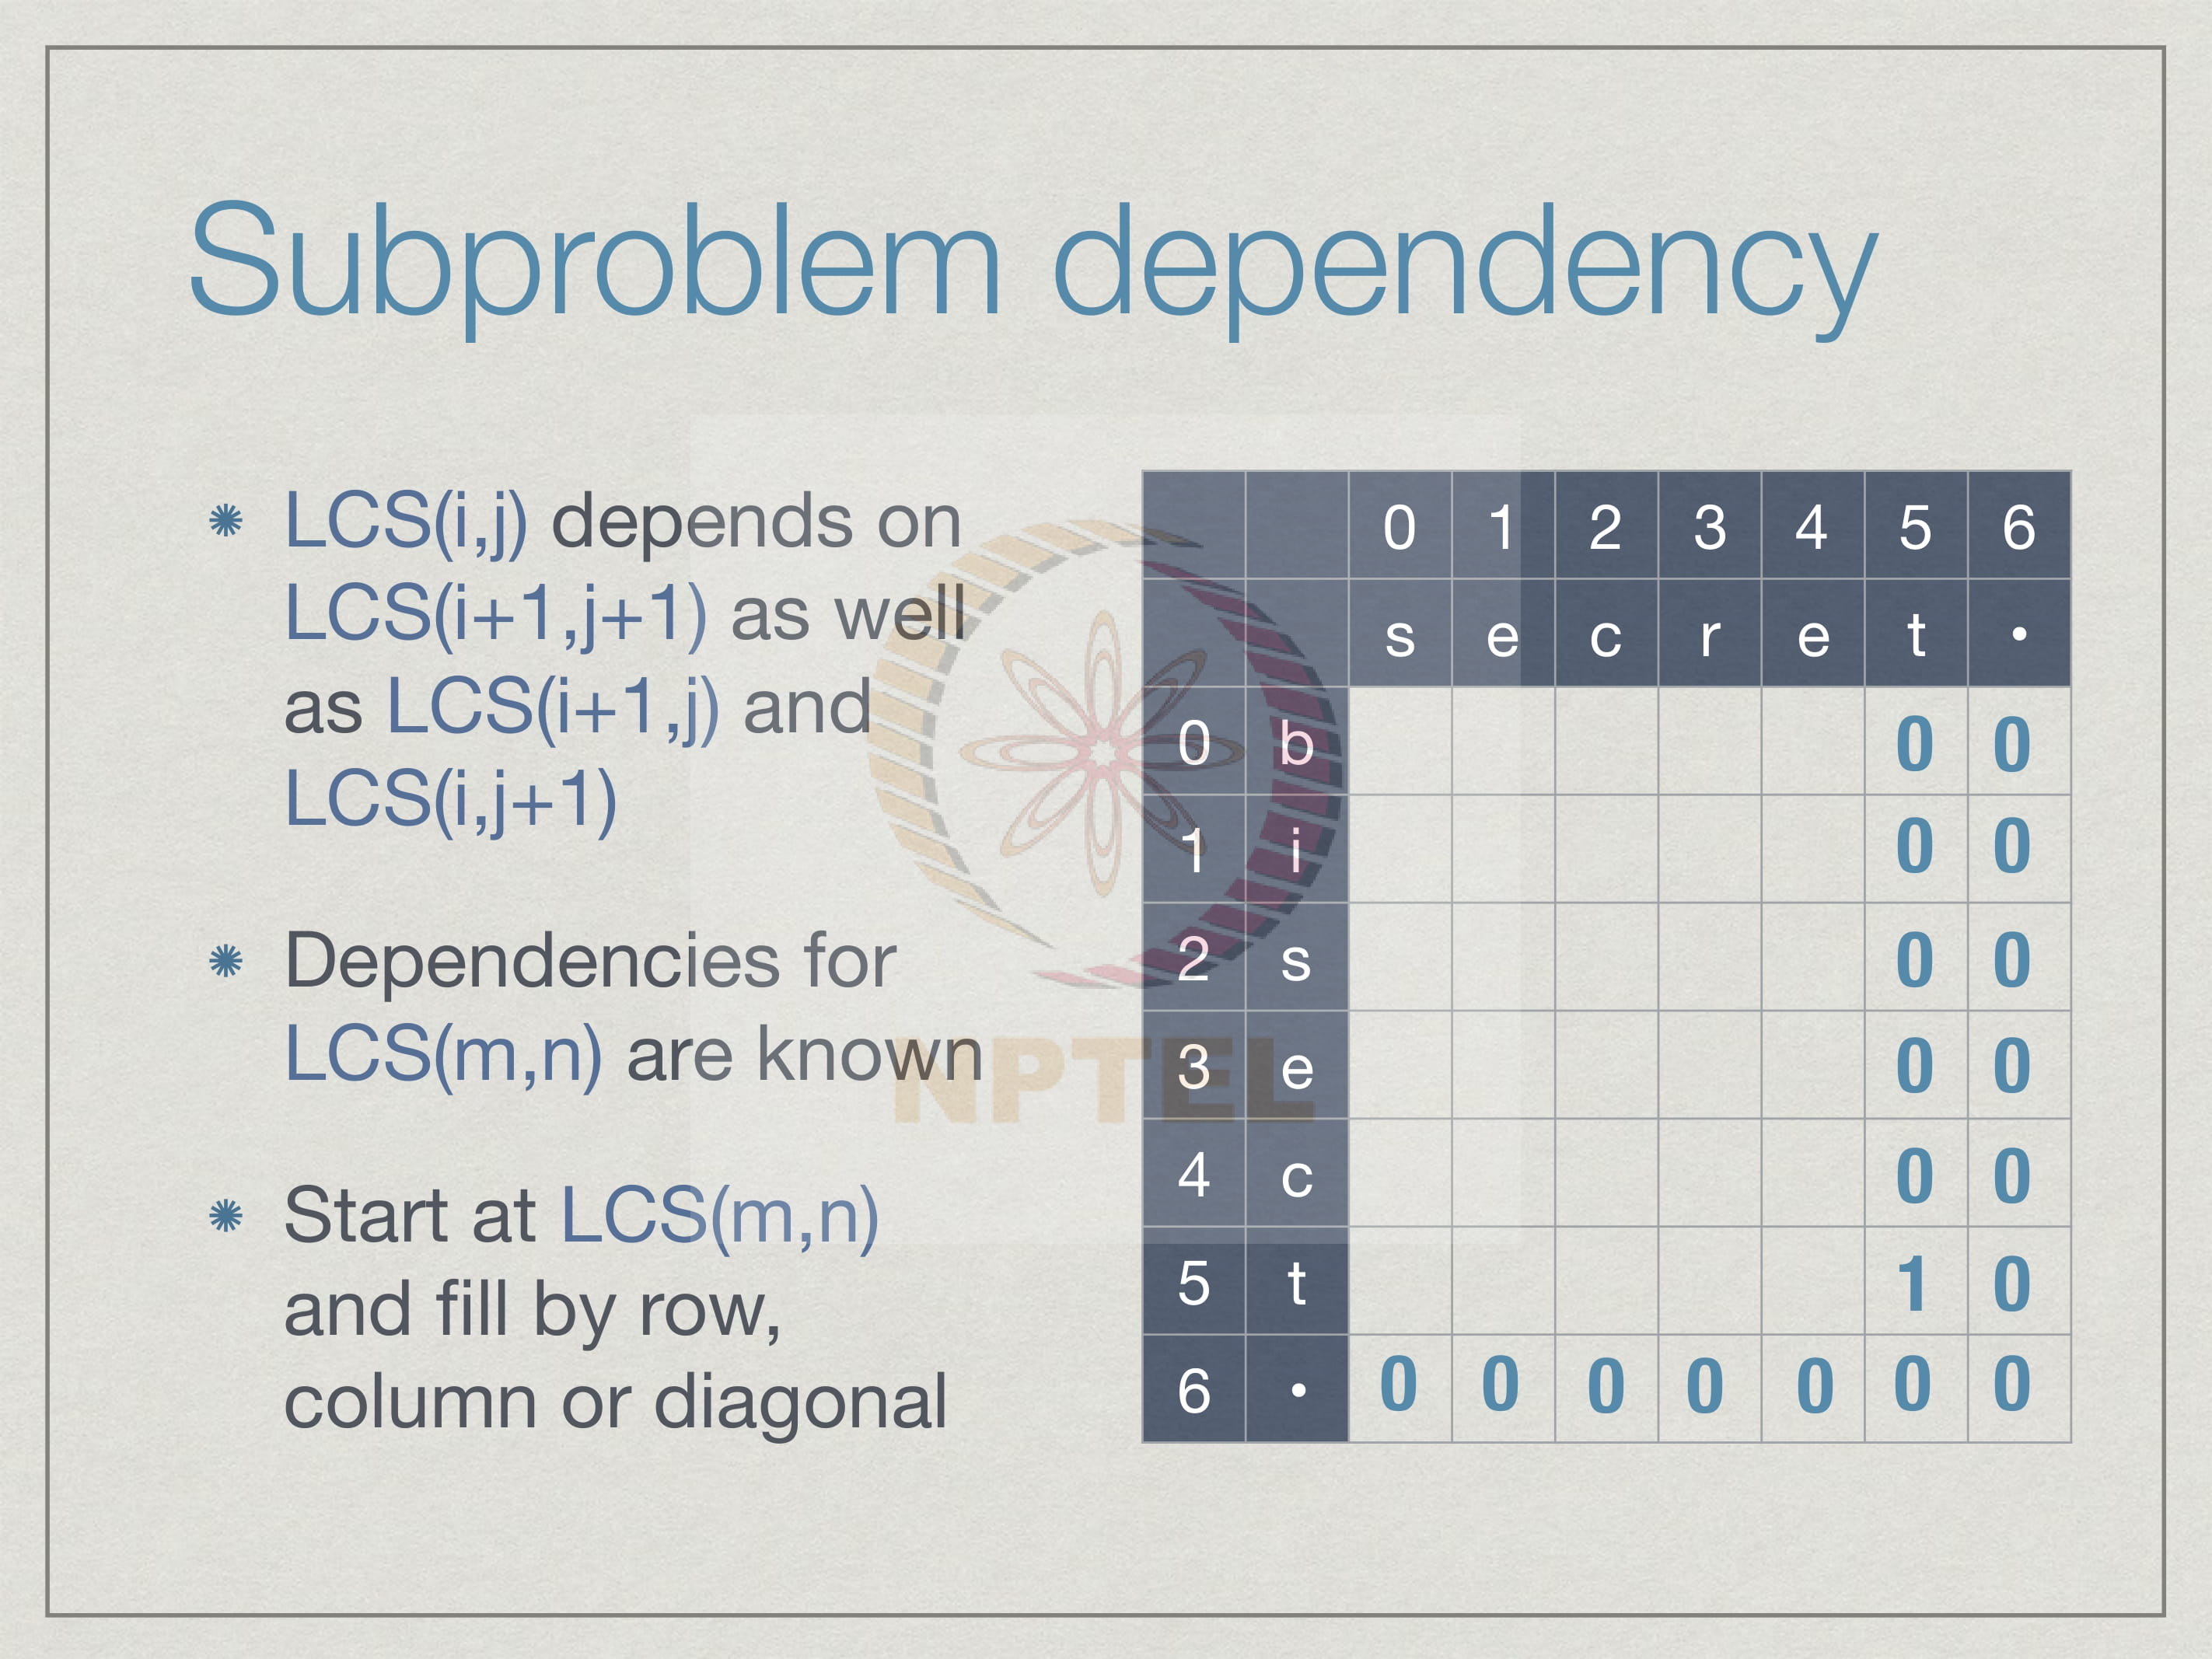 Subproblem dependency
LCS(i,j) depends on
LCS(i+1,j+1) as well
as LCS(i+1,j) and
LCS(i,j+1)
Dependencies for
LCS(m,n) are known
Start at LCS(m,n)
and fill by row,
column or diagonal
0 1 2 3 4 5 6
s e c r e t •
0 b 0 0
1 i 0 0
2 s 0 0
3 e 0 0
4 c 0 0
5 t 1 0
6 • 0 0 0 0 0 0 0
NPTEL